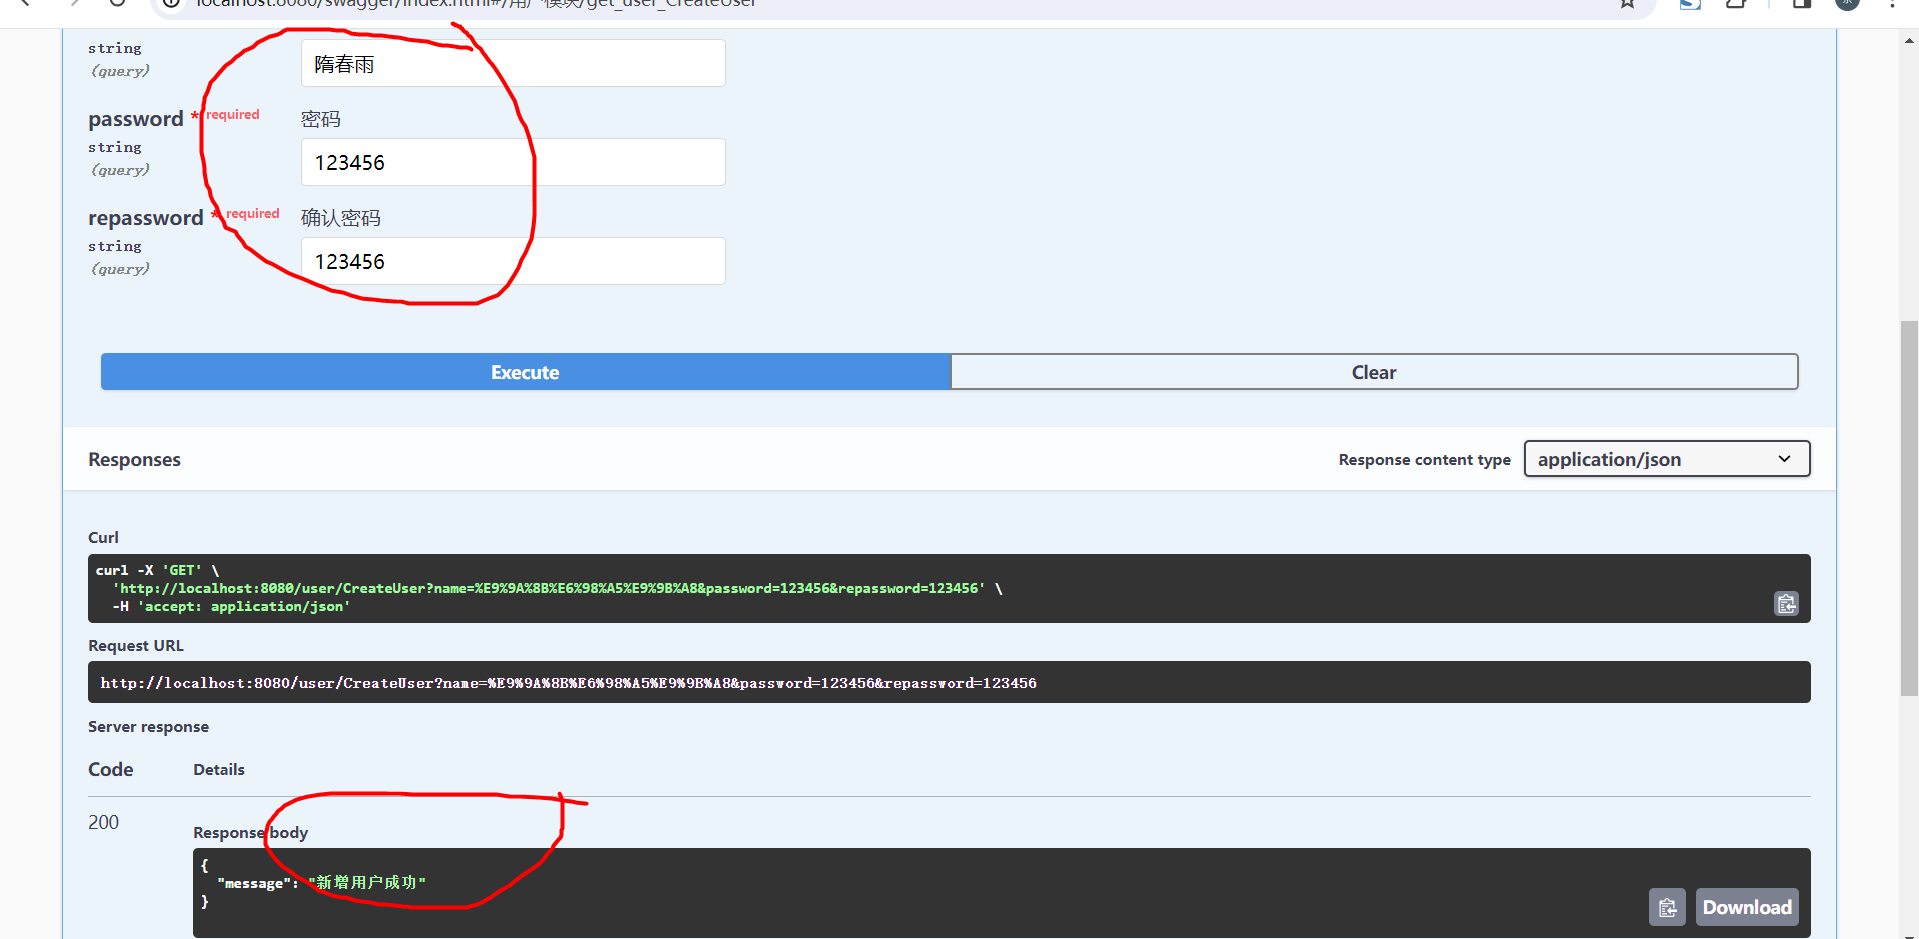 localhost:8080/swagger/index.html#/用户模块/get_user_CreateUser
string
(query)
隋春雨
password * required
密码
string
(query)
123456
repassword * required
确认密码
string
(query)
123456
Execute
Clear
Responses
Response content type
application/json
Curl
curl -X 'GET' \
'http://localhost:8080/user/CreateUser?name=%E9%9A%8B%E6%98%A5%E9%9B%A8&password=123456&repassword=123456' \
-H 'accept: application/json'
Request URL
http://localhost:8080/user/CreateUser?name=%E9%9A%8B%E6%98%A5%E9%9B%A8&password=123456&repassword=123456
Server response
Code
Details
200
Response body
{
"message": "新增用户成功"
}
Download